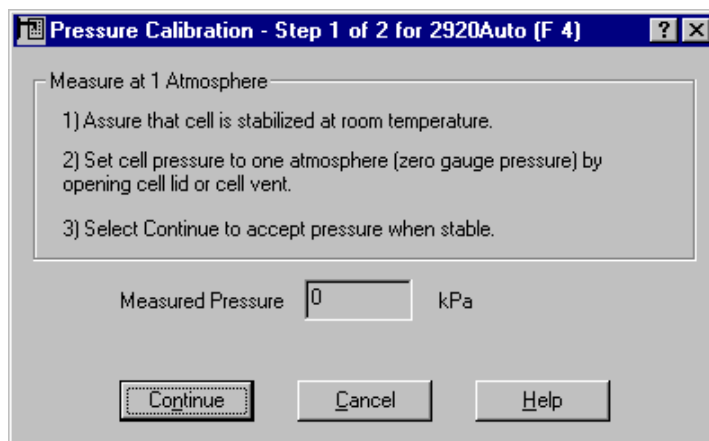 Pressure Calibration - Step 1 of 2 for 2920Auto (F 4)
Measure at 1 Atmosphere
1) Assure that cell is stabilized at room temperature.
2) Set cell pressure to one atmosphere (zero gauge pressure) by
opening cell lid or cell vent.
3) Select Continue to accept pressure when stable.
Measured Pressure 0 kPa
Continue Cancel Help